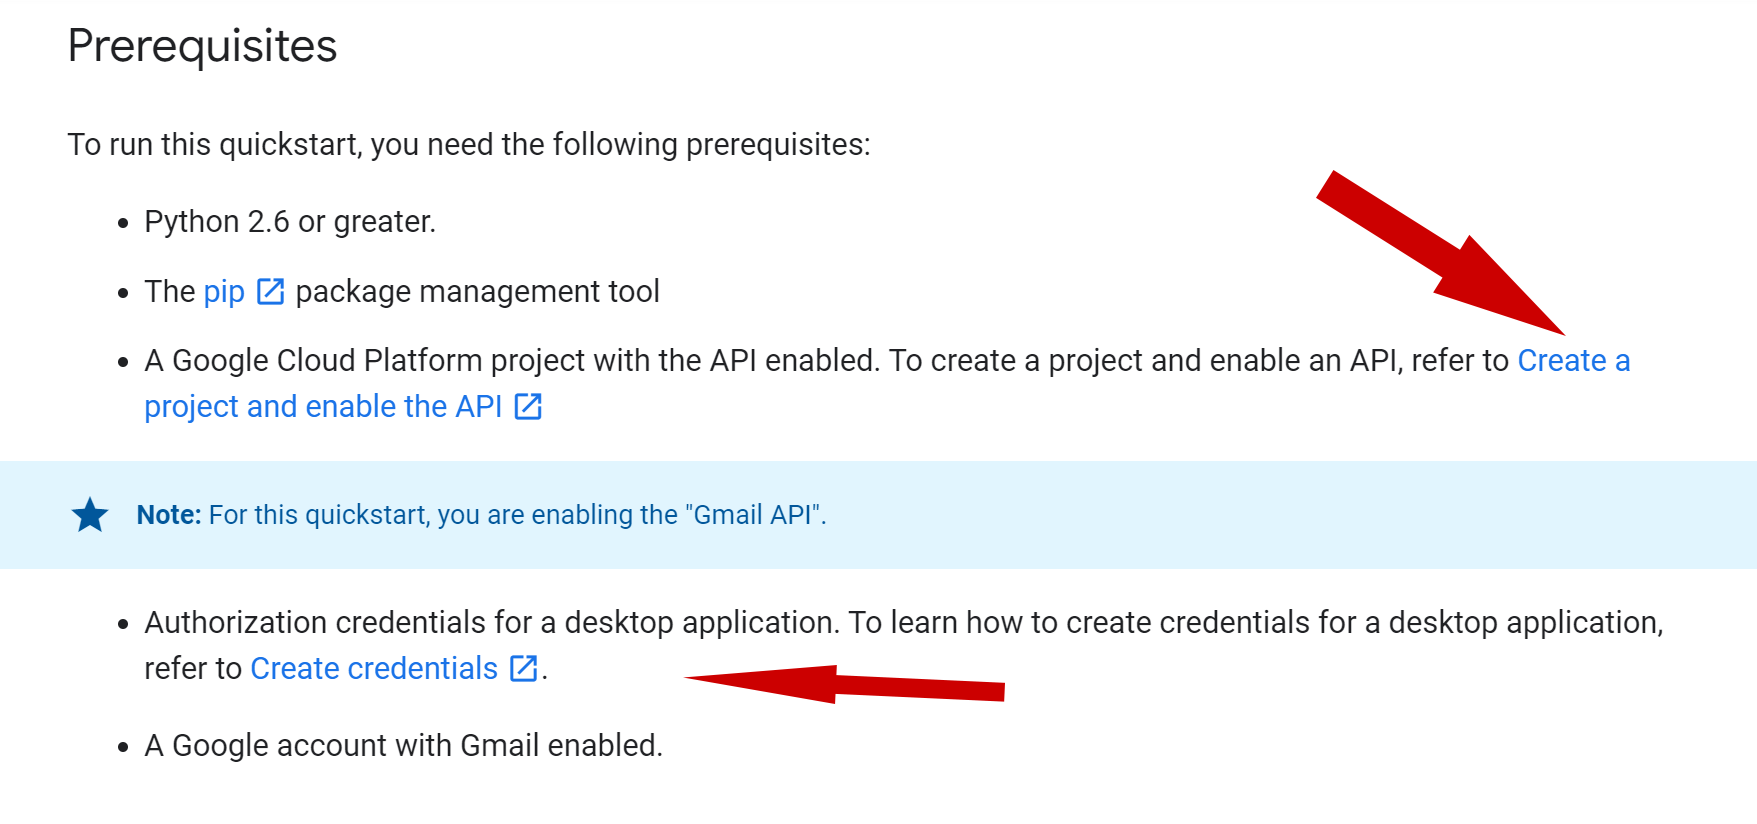 Prerequisites
To run this quickstart, you need the following prerequisites:
Python 2.6 or greater.
The pip package management tool
A Google Cloud Platform project with the API enabled. To create a project and enable an API, refer to Create a
project and enable the API
Note: For this quickstart, you are enabling the "Gmail API".
Authorization credentials for a desktop application. To learn how to create credentials for a desktop application,
refer to Create credentials.
A Google account with Gmail enabled.